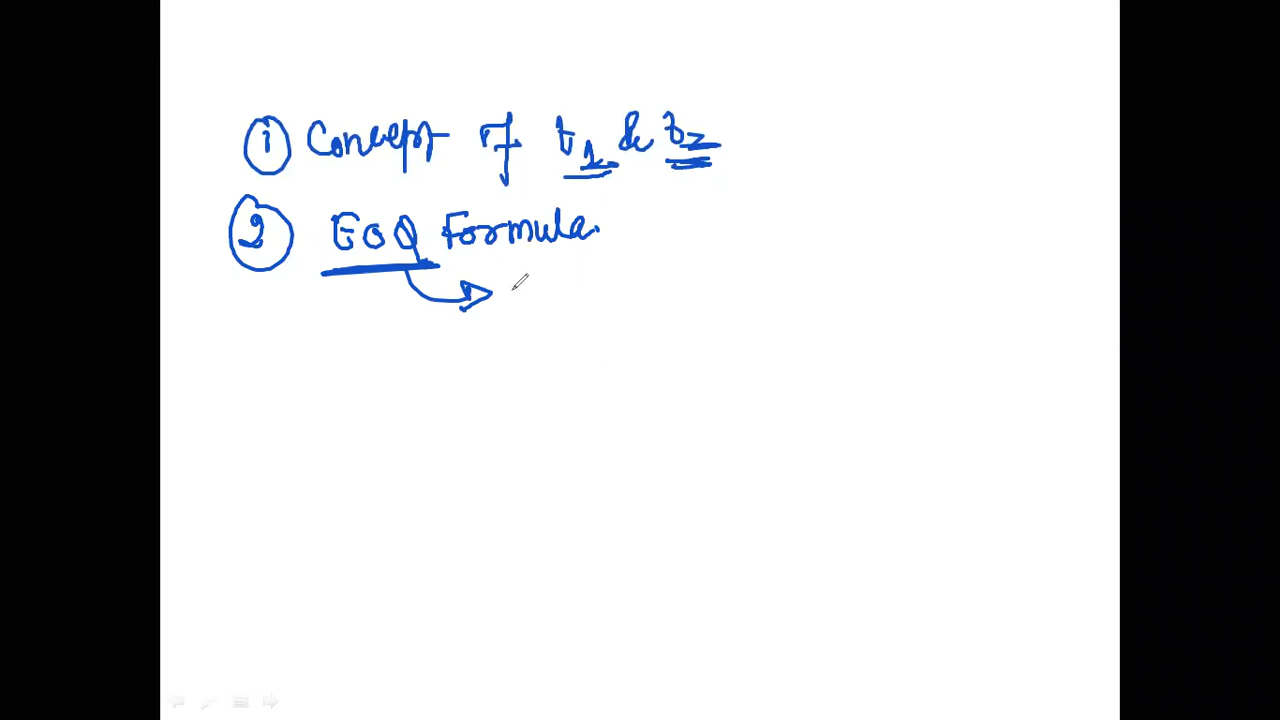 ① Concept of t₁ & t₂
② EOQ Formula.